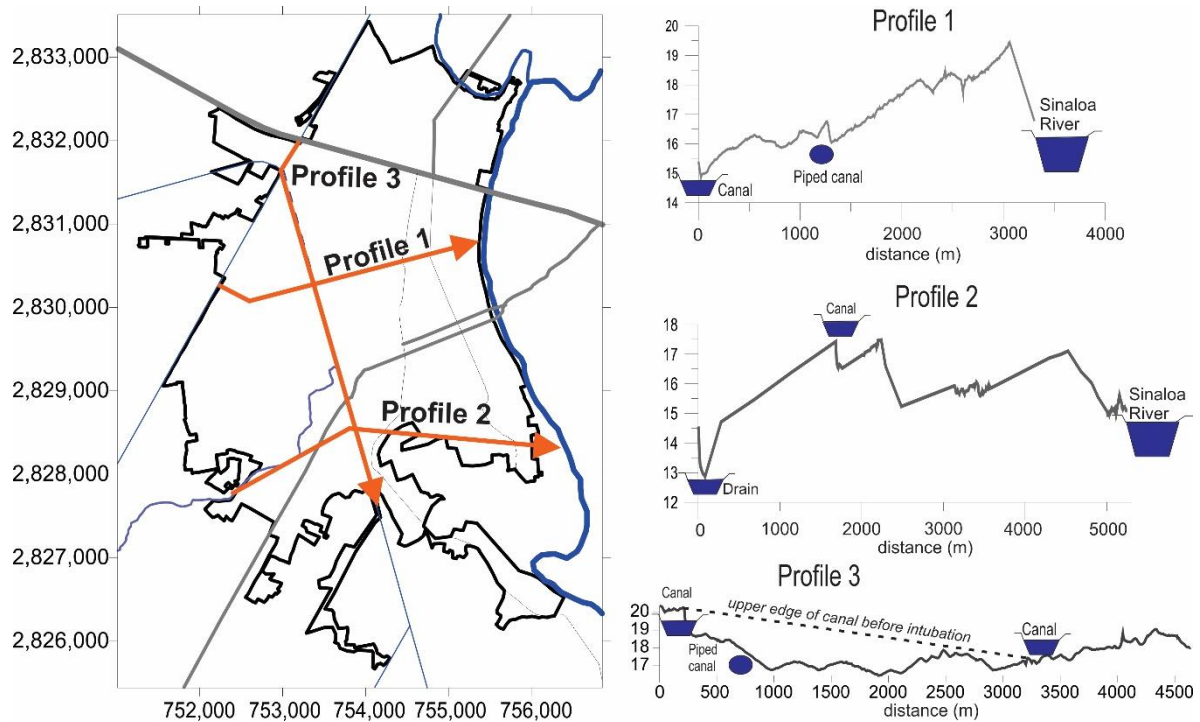 2,833,000
2,832,000
2,831,000
2,830,000
2,829,000
2,828,000
2,827,000
2,826,000
752,000 753,000 754,000 755,000 756,000
Profile 3
Profile 1
Profile 2
Profile 1
20
19
18
17
16
15
14
Canal
Piped canal
Sinaloa
River
0 1000 2000 3000 4000
distance (m)
Profile 2
18
17
16
15
14
13
12
Canal
Drain
Sinaloa
River
0 1000 2000 3000 4000 5000
distance (m)
Profile 3
Canal
upper edge of canal before intubation
Canal
20
19
18
17
Piped
canal
0 500 1000 1500 2000 2500 3000 3500 4000 4500
distance (m)